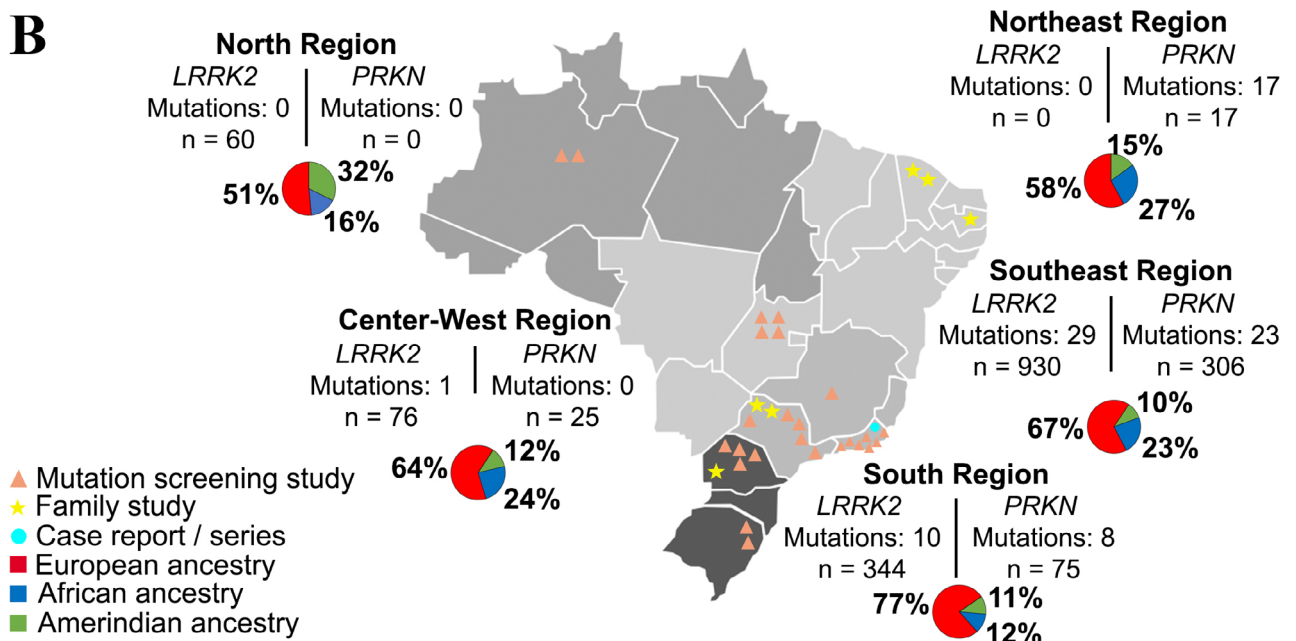 B
North Region
LRRK2 PRKN
Mutations: 0 Mutations: 0
n = 60 n = 0
51% 32%
16%
Northeast Region
LRRK2 PRKN
Mutations: 0 Mutations: 17
n = 0 n = 17
15%
58%
27%
Center-West Region
LRRK2 PRKN
Mutations: 1 Mutations: 0
n = 76 n = 25
64% 12%
24%
Southeast Region
LRRK2 PRKN
Mutations: 29 Mutations: 23
n = 930 n = 306
67% 10%
23%
South Region
LRRK2 PRKN
Mutations: 10 Mutations: 8
n = 344 n = 75
77% 11%
12%
Mutation screening study
Family study
Case report / series
European ancestry
African ancestry
Amerindian ancestry